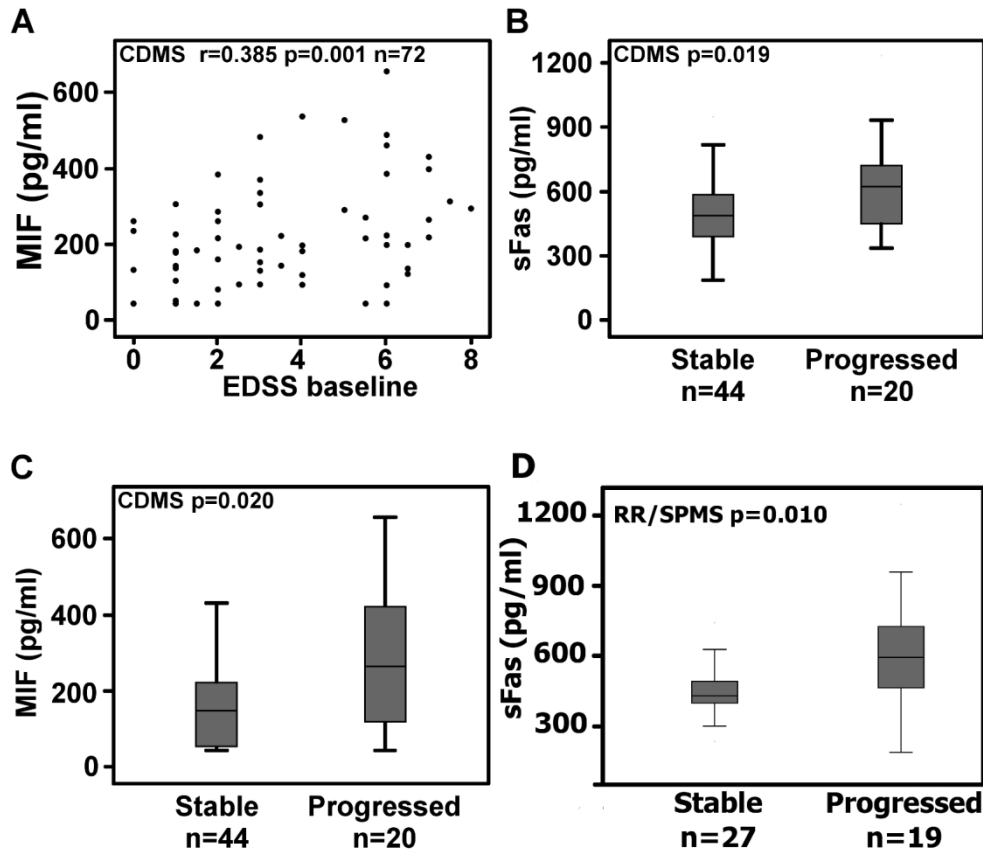 A
CDMS r=0.385 p=0.001 n=72
MIF (pg/ml)
600
400
200
0
0 2 4 6 8
EDSS baseline
B
CDMS p=0.019
sFas (pg/ml)
1200
900
600
300
0
Stable Progressed
n=44 n=20
C
CDMS p=0.020
MIF (pg/ml)
600
400
200
0
Stable Progressed
n=44 n=20
D
RR/SPMS p=0.010
sFas (pg/ml)
1200
900
600
300
Stable Progressed
n=27 n=19